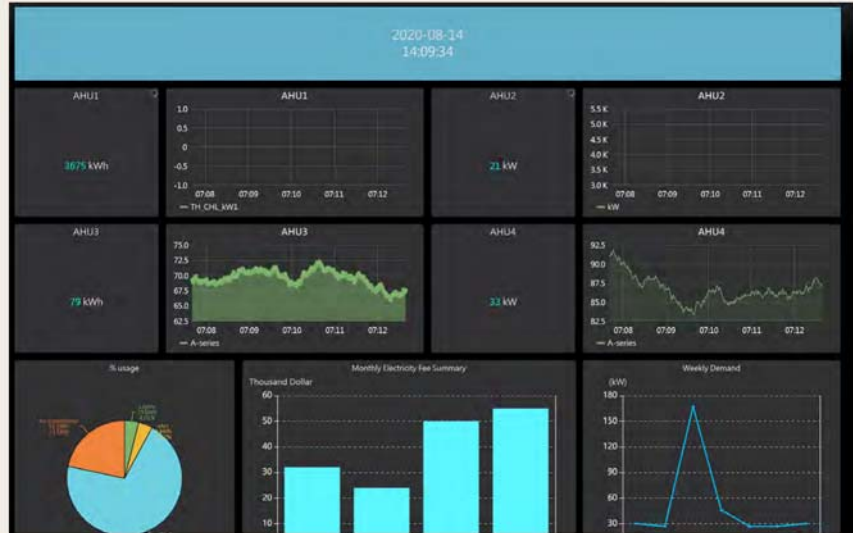 2020-08-14
14:09:34
AHU1
3675 kWh
AHU1
1.0
0.5
0
-0.5
-1.0
07:08 07:09 07:10 07:11 07:12
TH_CHL_kW1
AHU2
21 kW
AHU2
5.5 K
5.0 K
4.5 K
4.0 K
3.5 K
3.0 K
07:08 07:09 07:10 07:11 07:12
kW
AHU3
79 kWh
AHU3
75.0
72.5
70.0
67.5
65.0
62.5
07:08 07:09 07:10 07:11 07:12
A-series
AHU4
33 kW
AHU4
92.5
90.0
87.5
85.0
82.5
07:08 07:09 07:10 07:11 07:12
A-series
% usage
Monthly Electricity Fee Summary
Thousand Dollar
60
50
40
30
20
10
Weekly Demand
(kW)
180
150
120
90
60
30